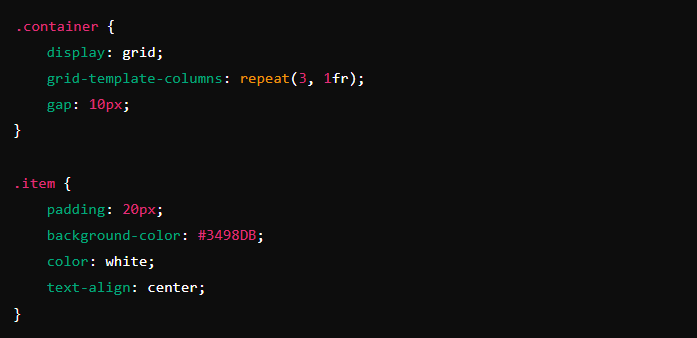 .container {
    display: grid;
    grid-template-columns: repeat(3, 1fr);
    gap: 10px;
}

.item {
    padding: 20px;
    background-color: #3498DB;
    color: white;
    text-align: center;
}